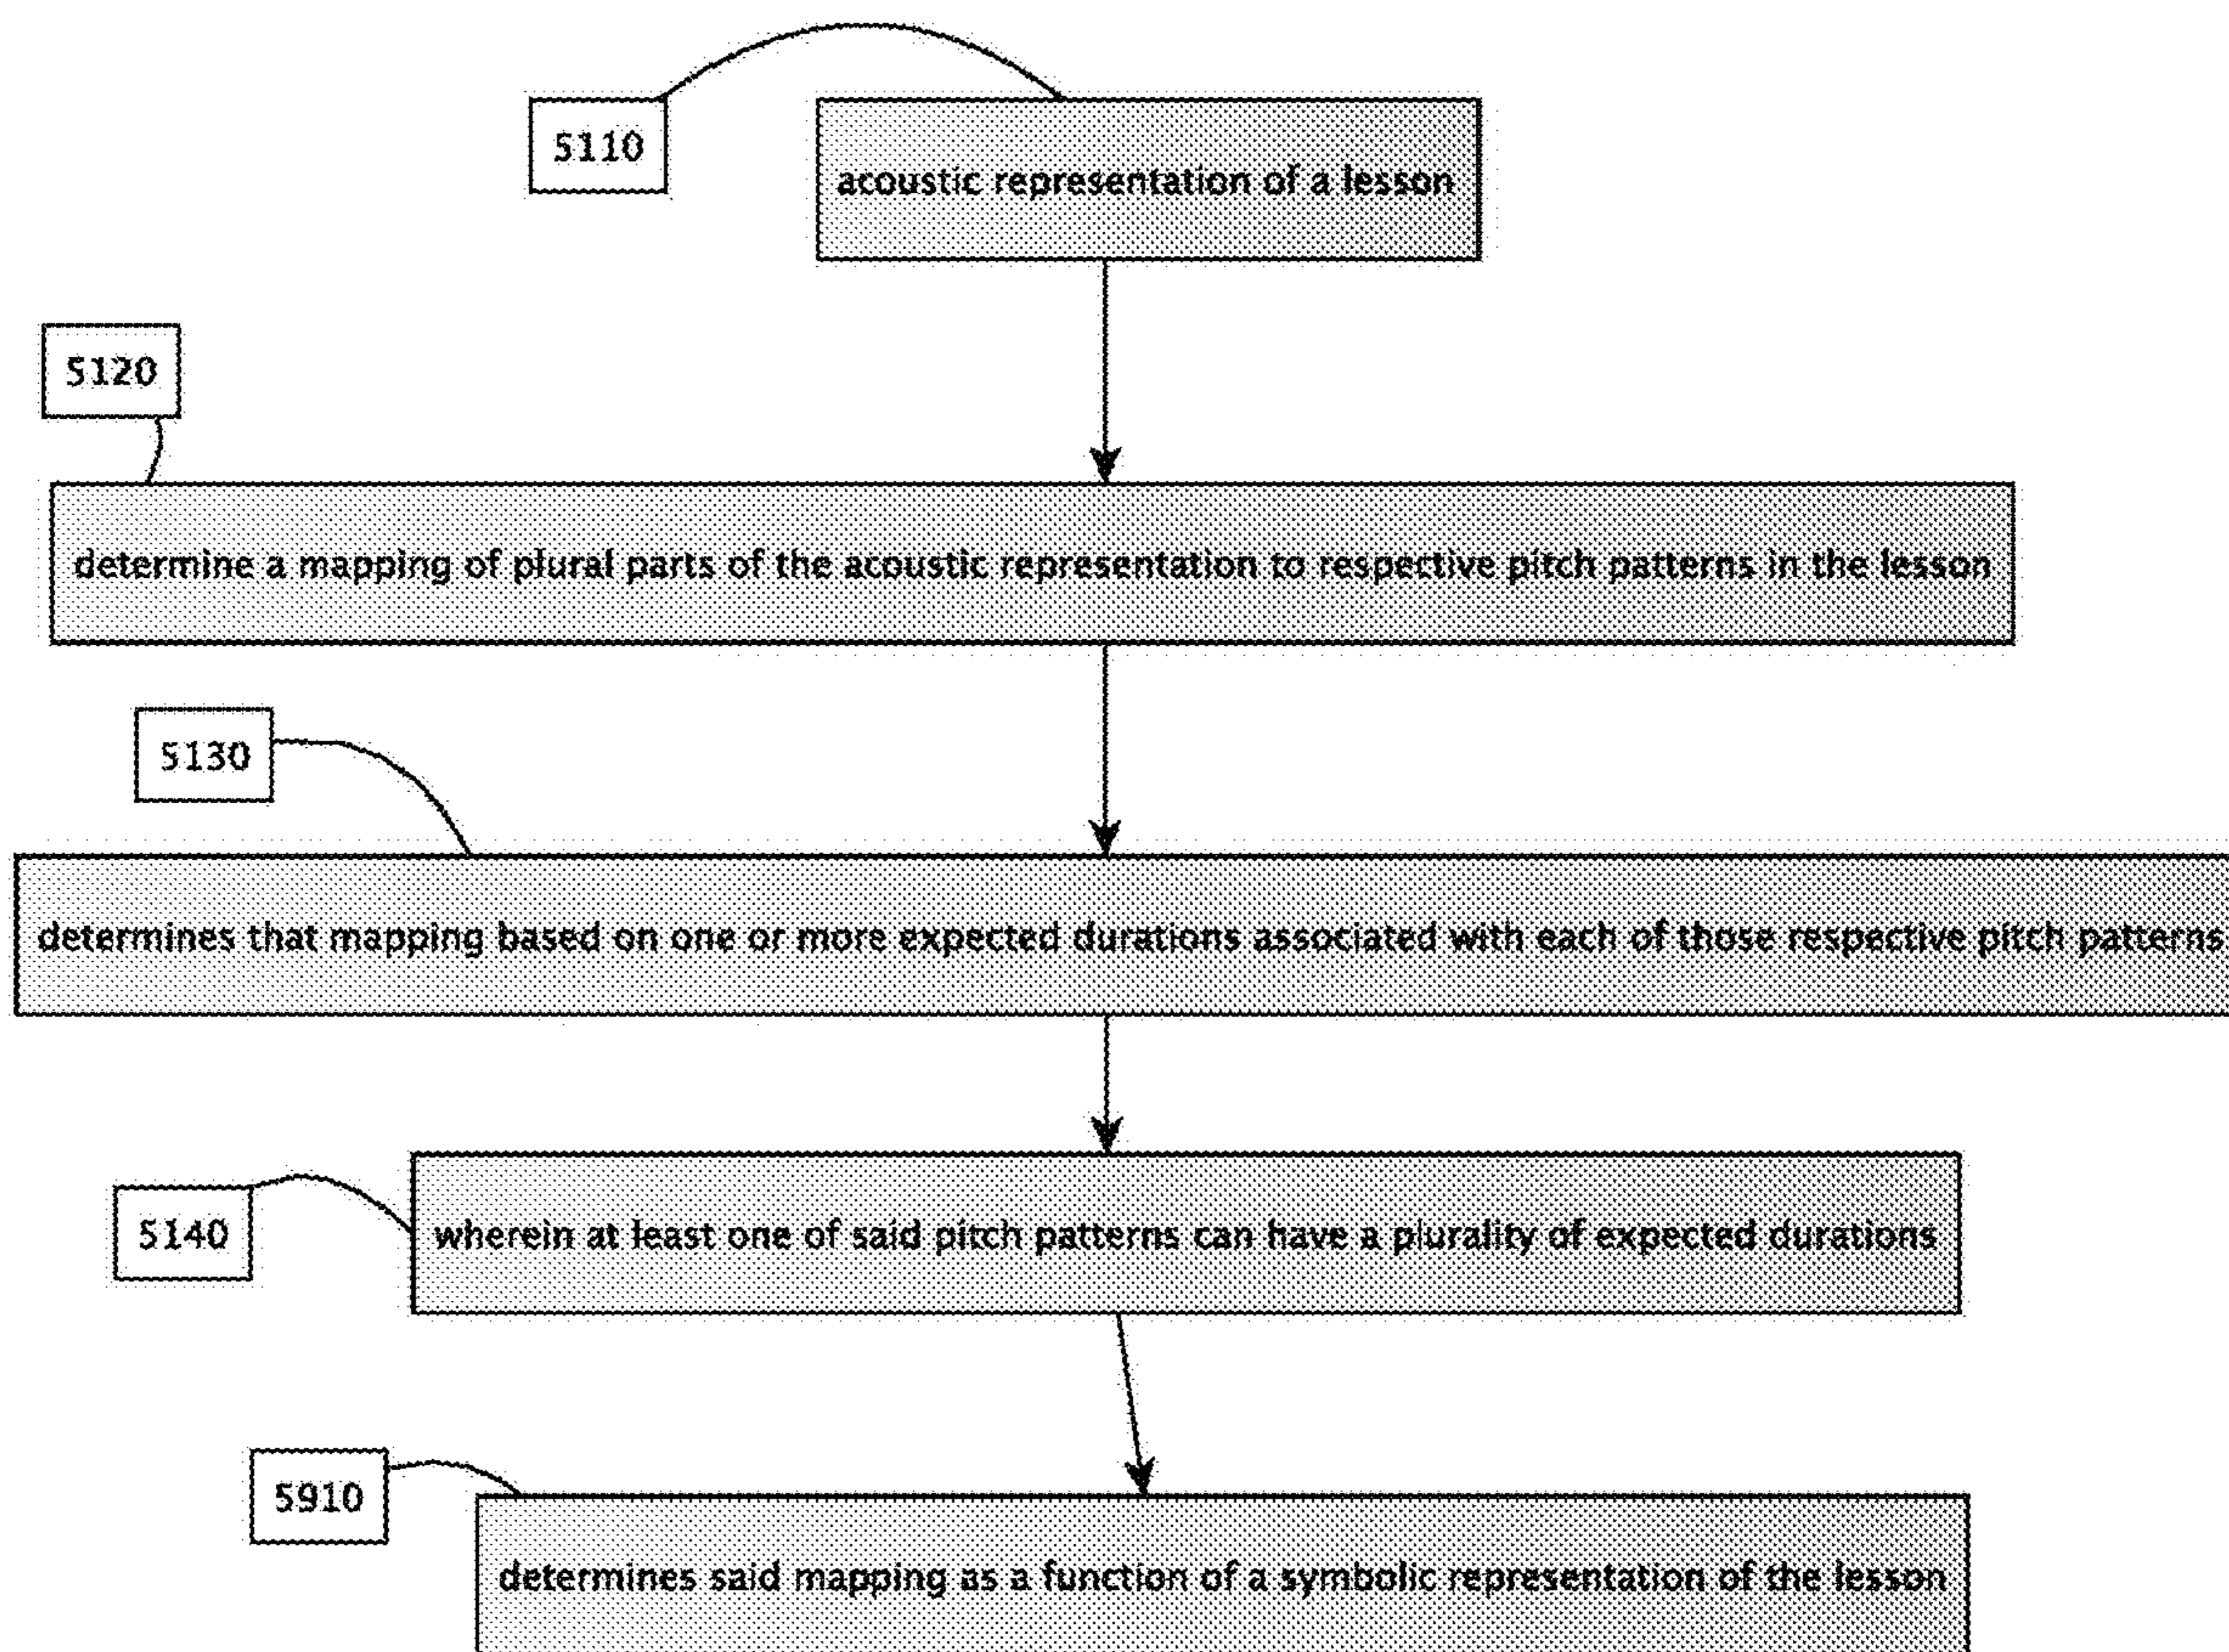 5110
acoustic representation of a lesson
5120
determine a mapping of plural parts of the acoustic representation to respective pitch patterns in the lesson
5130
determines that mapping based on one or more expected durations associated with each of those respective pitch patterns
5140
wherein at least one of said pitch patterns can have a plurality of expected durations
5910
determines said mapping as a function of a symbolic representation of the lesson